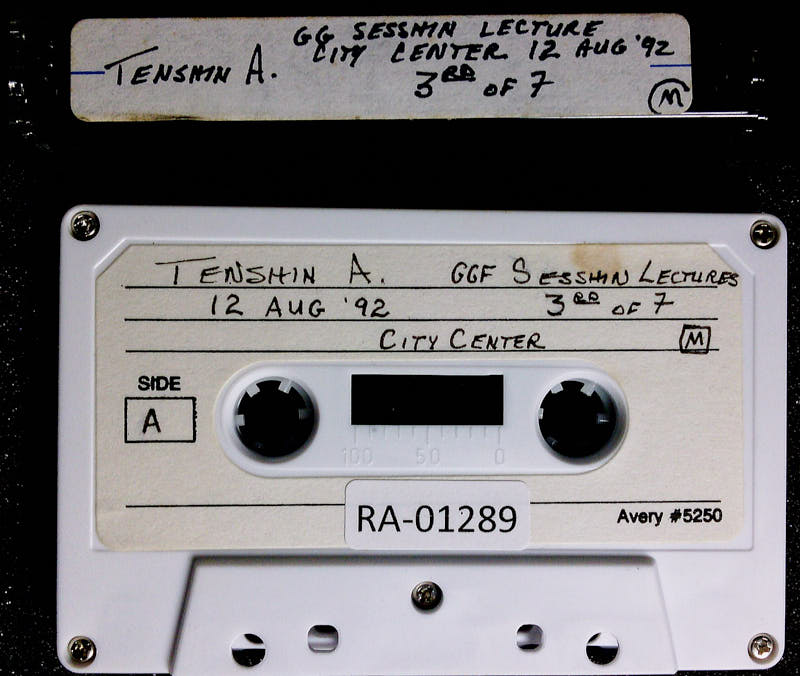 GG SESSHIN LECTURE
TENSHIN A. CITY CENTER 12 AUG '92
3RD OF 7
M
TENSHIN A. GGF SESSHIN LECTURES
12 AUG '92 3RD OF 7
CITY CENTER M
SIDE
A
100 50 0
RA-01289
Avery #5250